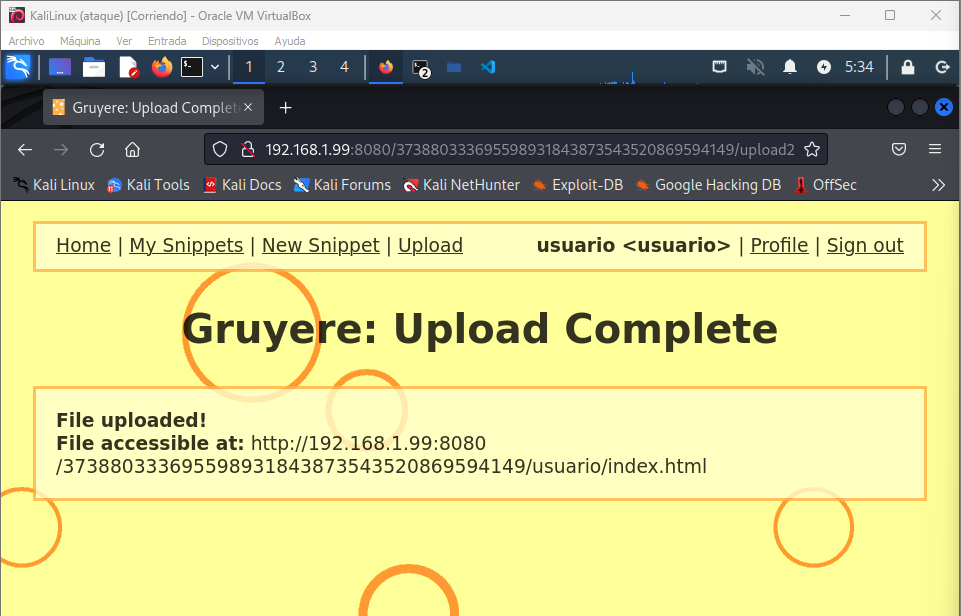 KaliLinux (ataque) [Corriendo] - Oracle VM VirtualBox
Archivo Máquina Ver Entrada Dispositivos Ayuda
1 2 3 4 2 5:34
Gruyere: Upload Complete
192.168.1.99:8080/373880333695598931843873543520869594149/upload2
Kali Linux Kali Tools Kali Docs Kali Forums Kali NetHunter Exploit-DB Google Hacking DB OffSec
Home | My Snippets | New Snippet | Upload usuario <usuario> | Profile | Sign out
Gruyere: Upload Complete
File uploaded!
File accessible at: http://192.168.1.99:8080
/373880333695598931843873543520869594149/usuario/index.html